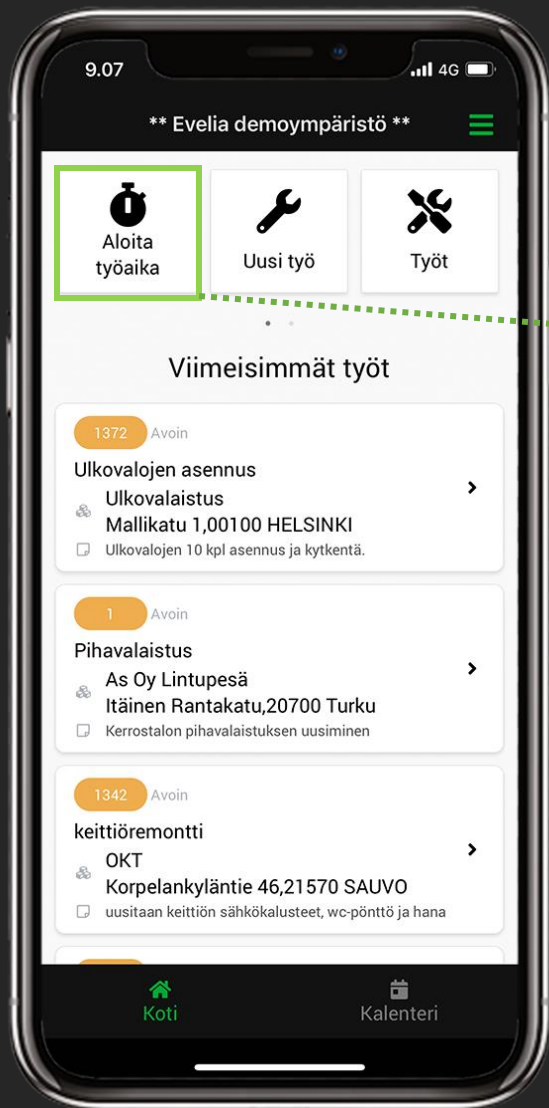 9.07
4G
** Evelia demoympäristö **
Aloita
työaika
Uusi työ
Työt
Viimeisimmät työt
1372 Avoin
Ulkovalojen asennus
Ulkovalaistus
Mallikatu 1,00100 HELSINKI
Ulkovalojen 10 kpl asennus ja kytkentä.
1 Avoin
Pihavalaistus
As Oy Lintupesä
Itäinen Rantakatu,20700 Turku
Kerrostalon pihavalaistuksen uusiminen
1342 Avoin
keittiöremontti
OKT
Korpelankyläntie 46,21570 SAUVO
uusitaan keittiön sähkökalusteet, wc-pönttö ja hana
Koti
Kalenteri